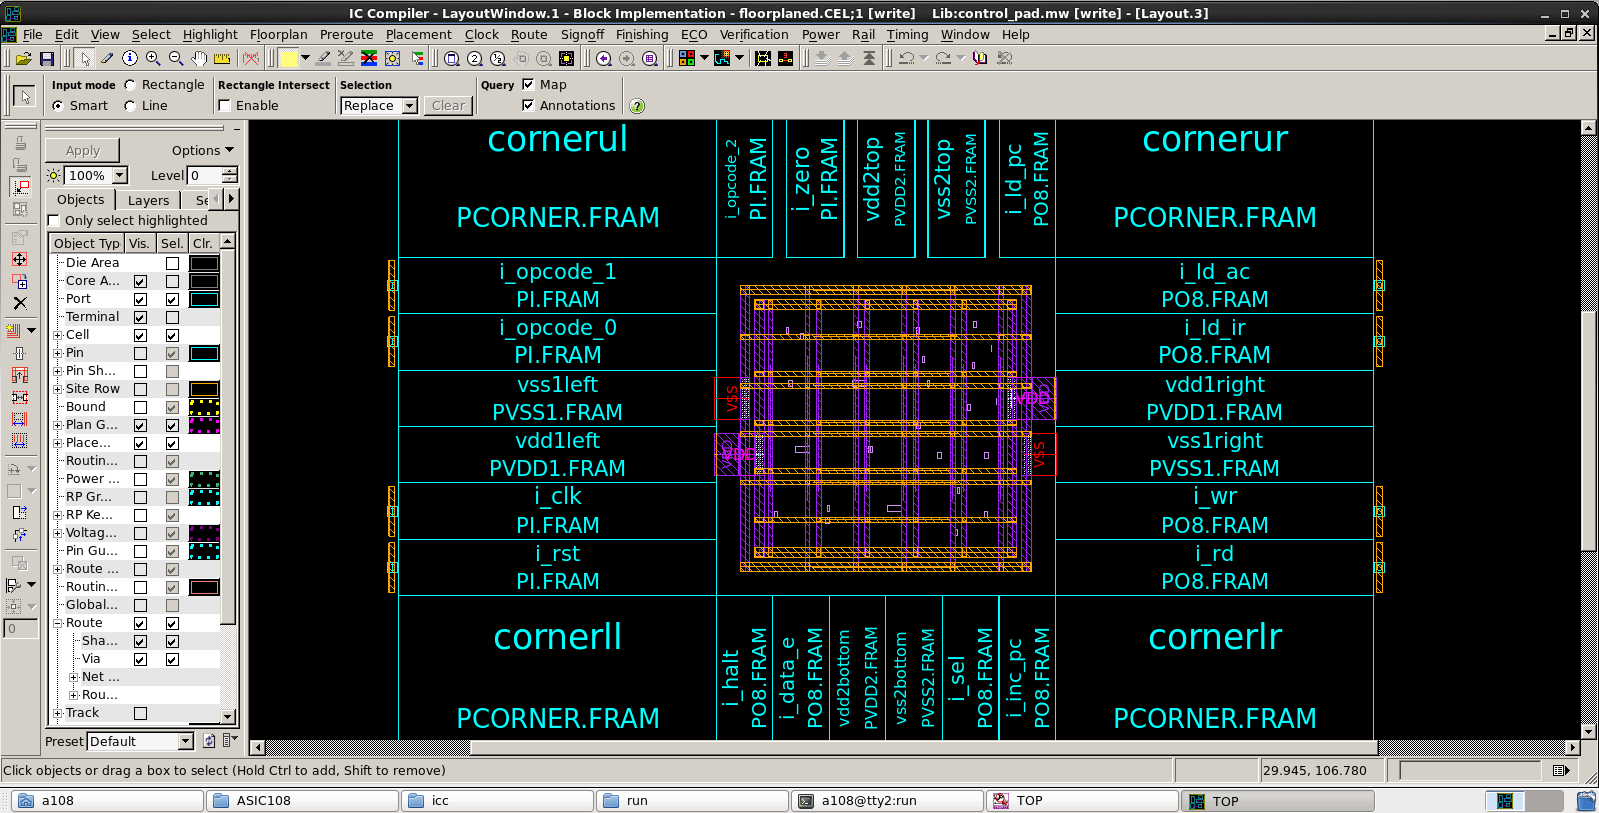 IC Compiler - LayoutWindow.1 - Block Implementation - floorplaned.CEL;1 [write]    Lib:control_pad.mw [write] - [Layout.3]
File Edit View Select Highlight Floorplan Preroute Placement Clock Route Signoff Finishing ECO Verification Power Rail Timing Window Help
Input mode Rectangle Rectangle Intersect Selection Query Map
Smart Line Enable Replace Clear Annotations
Apply Options
100% Level 0
Objects Layers Se
Only select highlighted
Object Typ Vis. Sel. Clr.
Die Area
Core A...
Port
Terminal
Cell
Pin
Pin Sh...
Site Row
Bound
Plan G...
Place...
Routin...
Power ...
RP Gr...
RP Ke...
Voltag...
Pin Gu...
Route ...
Routin...
Global...
Route
Sha...
Via
Net ...
Rou...
Track
0
Preset Default
cornerul
PCORNER.FRAM
i_opcode_2
PI.FRAM
i_zero
PI.FRAM
vdd2top
PVDD2.FRAM
vss2top
PVSS2.FRAM
i_ld_pc
PO8.FRAM
cornerur
PCORNER.FRAM
i_opcode_1
PI.FRAM
i_opcode_0
PI.FRAM
vss1left
PVSS1.FRAM
vdd1left
PVDD1.FRAM
i_clk
PI.FRAM
i_rst
PI.FRAM
VSS
VDD
VDD
VDD
VDD
VSS
i_ld_ac
PO8.FRAM
i_ld_ir
PO8.FRAM
vdd1right
PVDD1.FRAM
vss1right
PVSS1.FRAM
i_wr
PO8.FRAM
i_rd
PO8.FRAM
cornerll
PCORNER.FRAM
i_halt
PO8.FRAM
i_data_e
PO8.FRAM
vdd2bottom
PVDD2.FRAM
vss2bottom
PVSS2.FRAM
i_sel
PO8.FRAM
i_inc_pc
PO8.FRAM
cornerlr
PCORNER.FRAM
Click objects or drag a box to select (Hold Ctrl to add, Shift to remove)
29.945, 106.780
a108 ASIC108 icc run a108@tty2:run TOP TOP